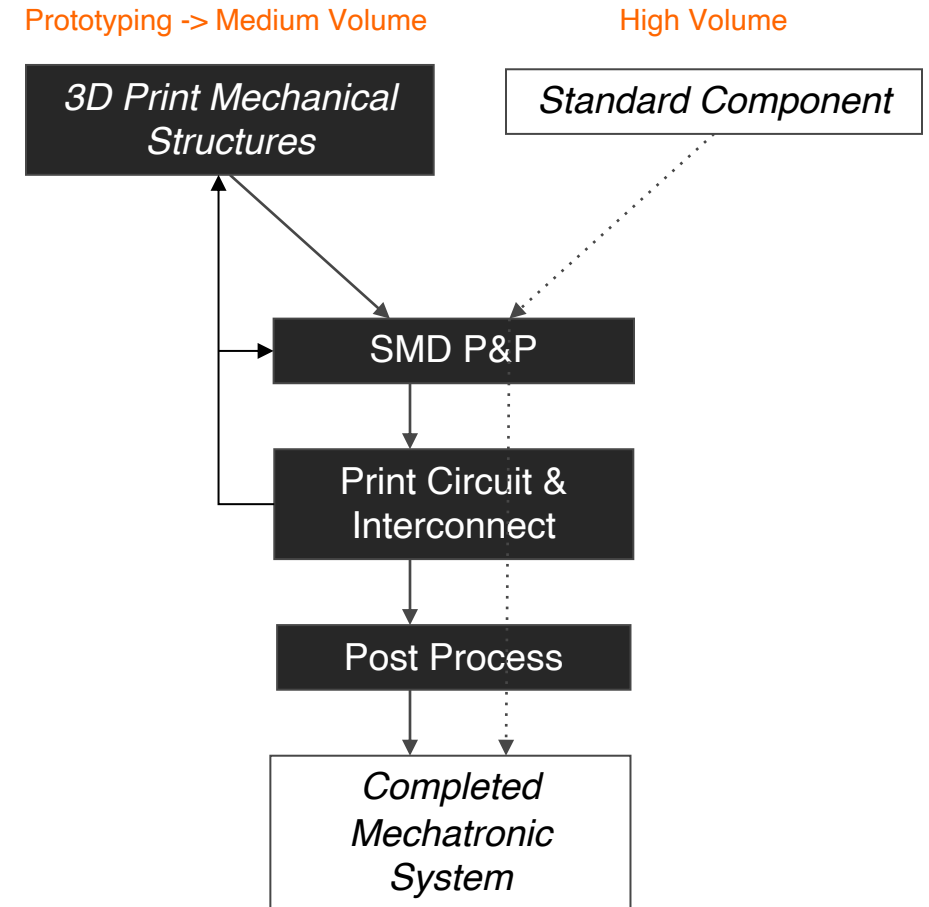 Prototyping -> Medium Volume
High Volume
3D Print Mechanical
Structures
Standard Component
SMD P&P
Print Circuit &
Interconnect
Post Process
Completed
Mechatronic
System